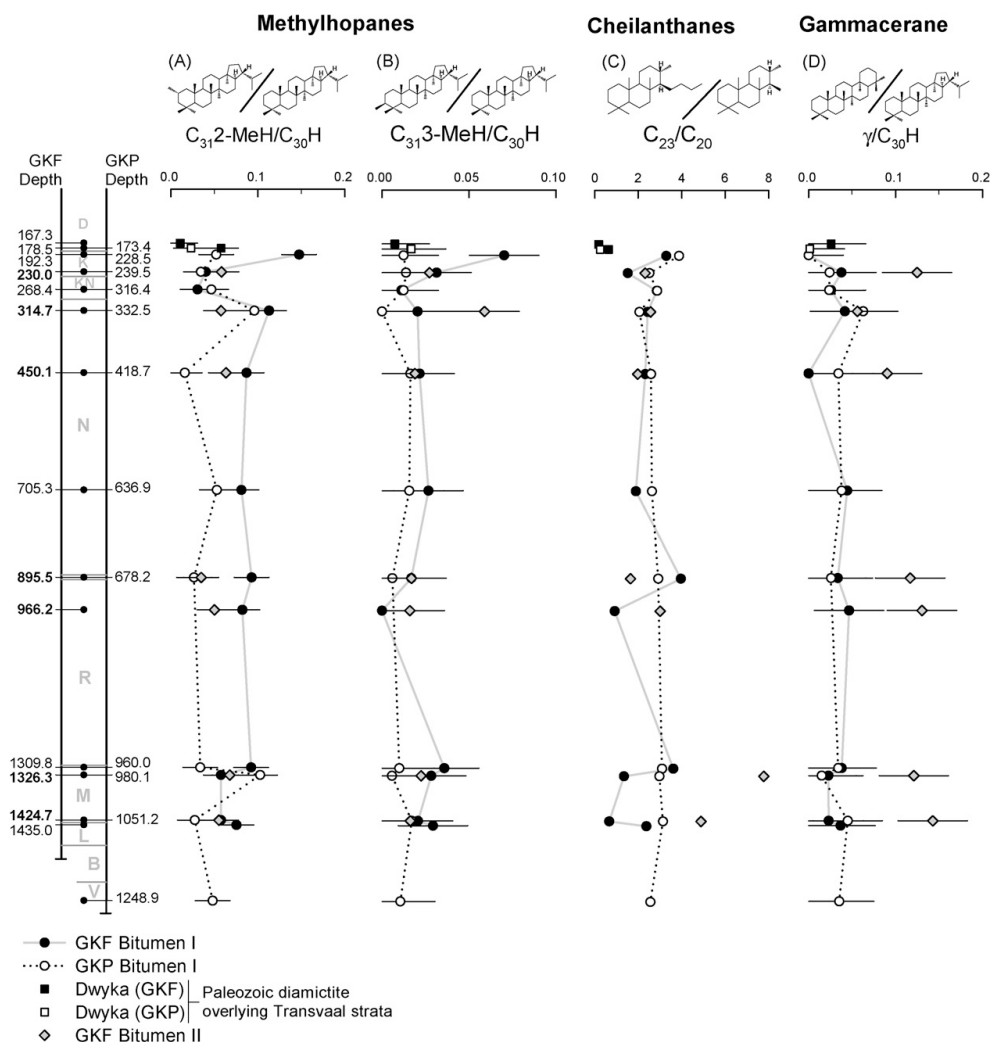 Methylhopanes
Cheilanthanes
Gammacerane
(A)
(B)
(C)
(D)
C₃₁2-MeH/C₃₀H
C₃₁3-MeH/C₃₀H
C₂₃/C₂₀
γ/C₃₀H
GKF Depth
GKP Depth
0.0 0.1 0.2
0.00 0.05 0.10
0 2 4 6 8
0.0 0.1 0.2
D
167.3
178.5 173.4
192.3 K 228.5
230.0 239.5
KN
268.4 316.4
314.7 332.5
450.1 418.7
N
705.3 636.9
895.5 678.2
966.2
R
1309.8 960.0
1326.3 980.1
M
1424.7 1051.2
1435.0 L
B
V 1248.9
GKF Bitumen I
GKP Bitumen I
Dwyka (GKF) Paleozoic diamictite
Dwyka (GKP) overlying Transvaal strata
GKF Bitumen II